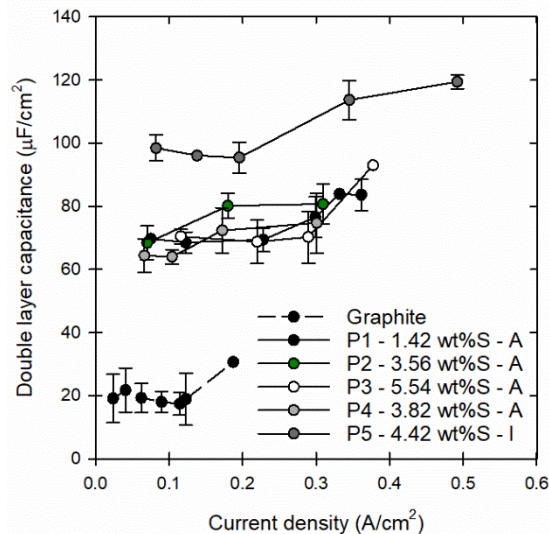 140
120
100
80
60
40
20
0
Double layer capacitance (µF/cm²)
Graphite
P1 - 1.42 wt%S - A
P2 - 3.56 wt%S - A
P3 - 5.54 wt%S - A
P4 - 3.82 wt%S - A
P5 - 4.42 wt%S - I
0.0 0.1 0.2 0.3 0.4 0.5 0.6
Current density (A/cm²)